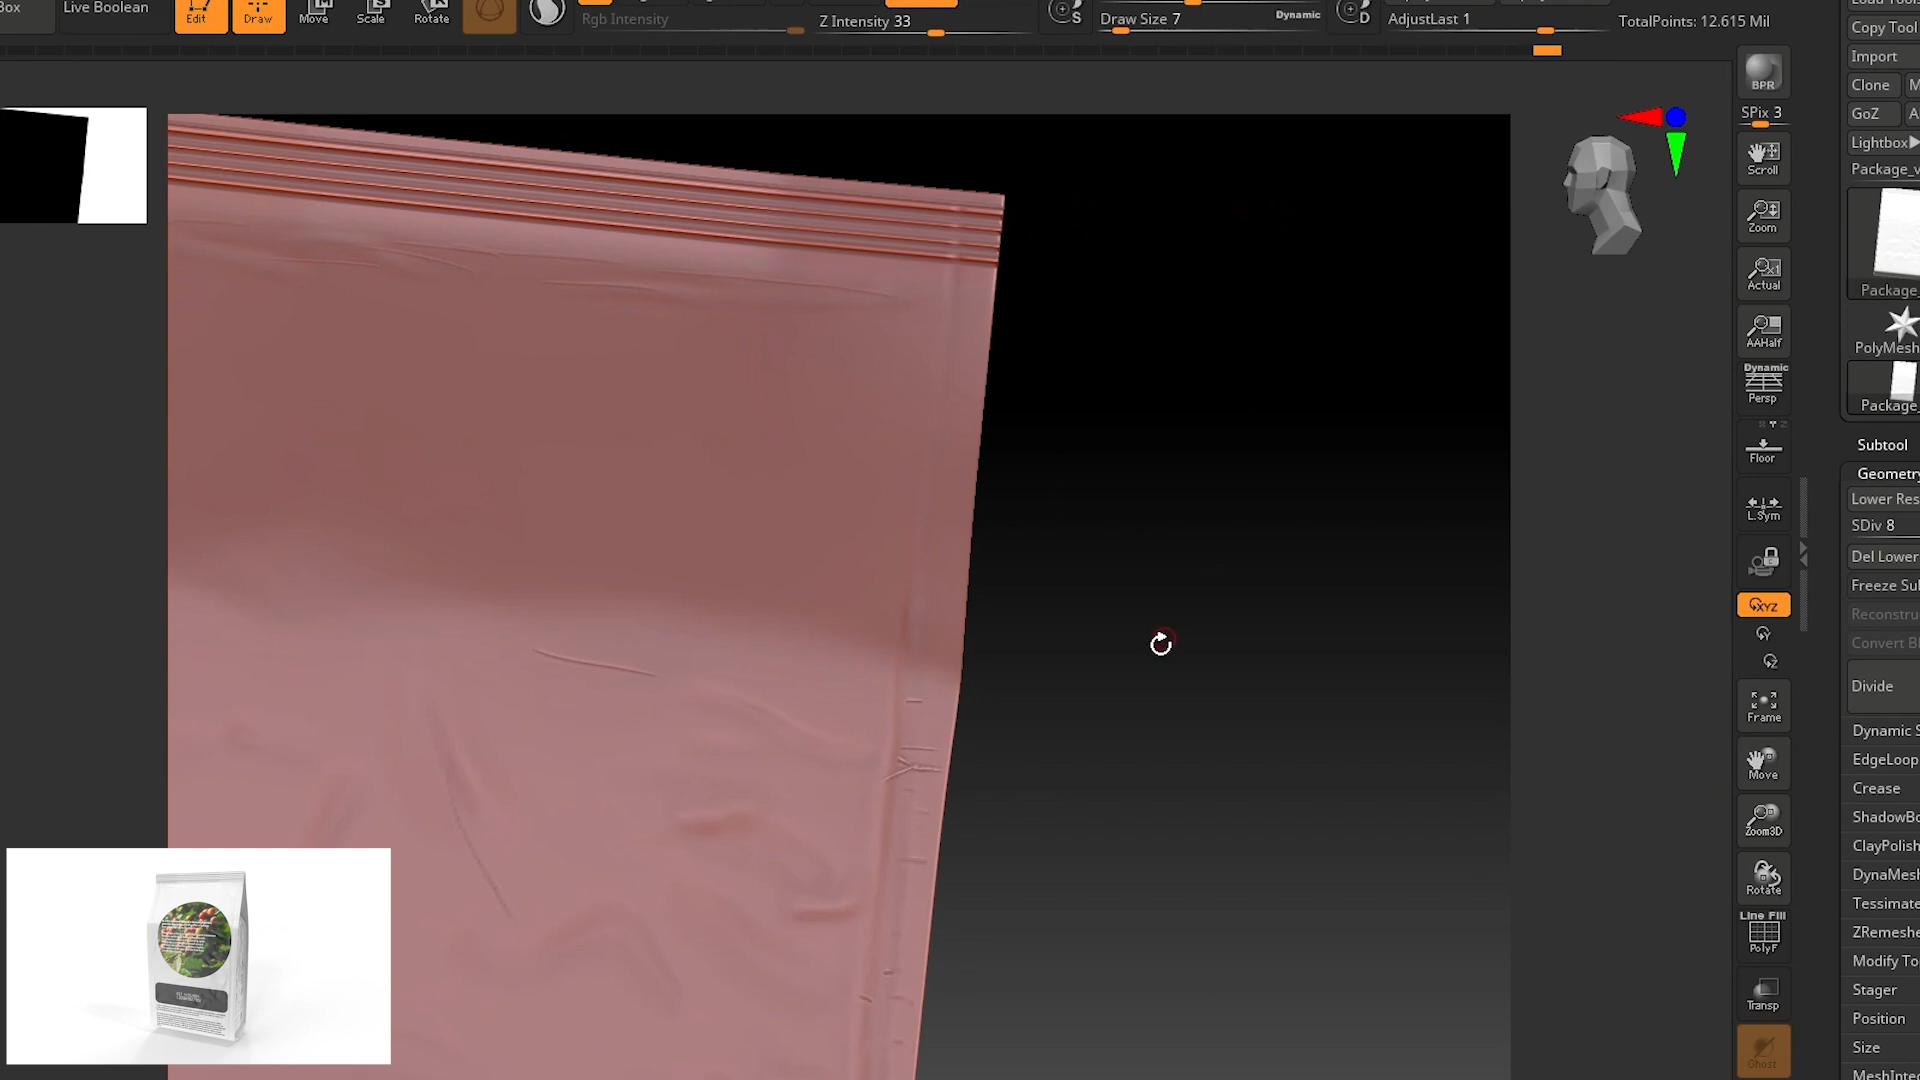 Box
Live Boolean
Edit
Draw
Move
Scale
Rotate
Rgb Intensity
Z Intensity 33
S
Draw Size 7
Dynamic
D
AdjustLast 1
TotalPoints: 12.615 Mil
BPR
SPix 3
Scroll
Zoom
Actual
AAHalf
Dynamic
Persp
Floor
L.Sym
XYZ
Frame
Move
Zoom3D
Rotate
Line Fill
PolyF
Transp
Ghost
Copy Tool
Import
Clone
GoZ
Lightbox
Package_v
Package_
PolyMesh
Package_
Subtool
Geometry
Lower Res
SDiv 8
Del Lower
Freeze Su
Reconstru
Convert B
Divide
Dynamic S
EdgeLoop
Crease
ShadowBo
ClayPolish
DynaMesh
Tessimate
ZRemeshe
Modify To
Stager
Position
Size
MeshInteg